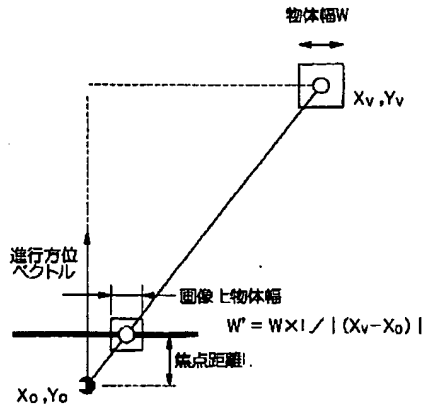 物体幅W
Xv,Yv
進行方位
ベクトル
画像上物体幅
W' = W×l/|(Xv-Xo)|
焦点距離l
Xo,Yo